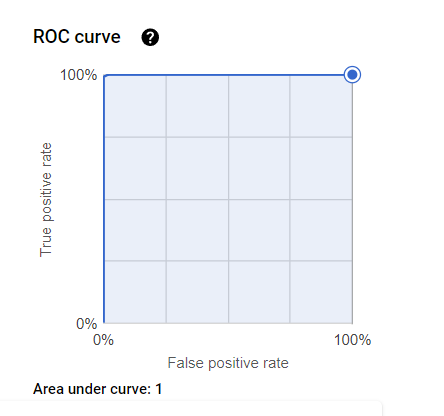 ROC curve ?
100%
True positive rate
0%
0% 100%
False positive rate
Area under curve: 1